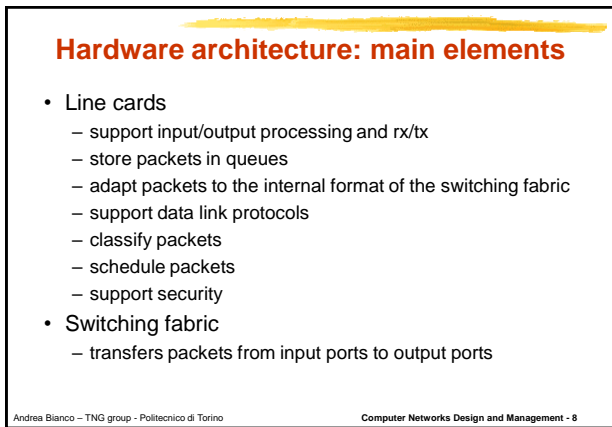 Hardware architecture: main elements
• Line cards
– support input/output processing and rx/tx
– store packets in queues
– adapt packets to the internal format of the switching fabric
– support data link protocols
– classify packets
– schedule packets
– support security
• Switching fabric
– transfers packets from input ports to output ports
Andrea Bianco – TNG group - Politecnico di Torino
Computer Networks Design and Management - 8